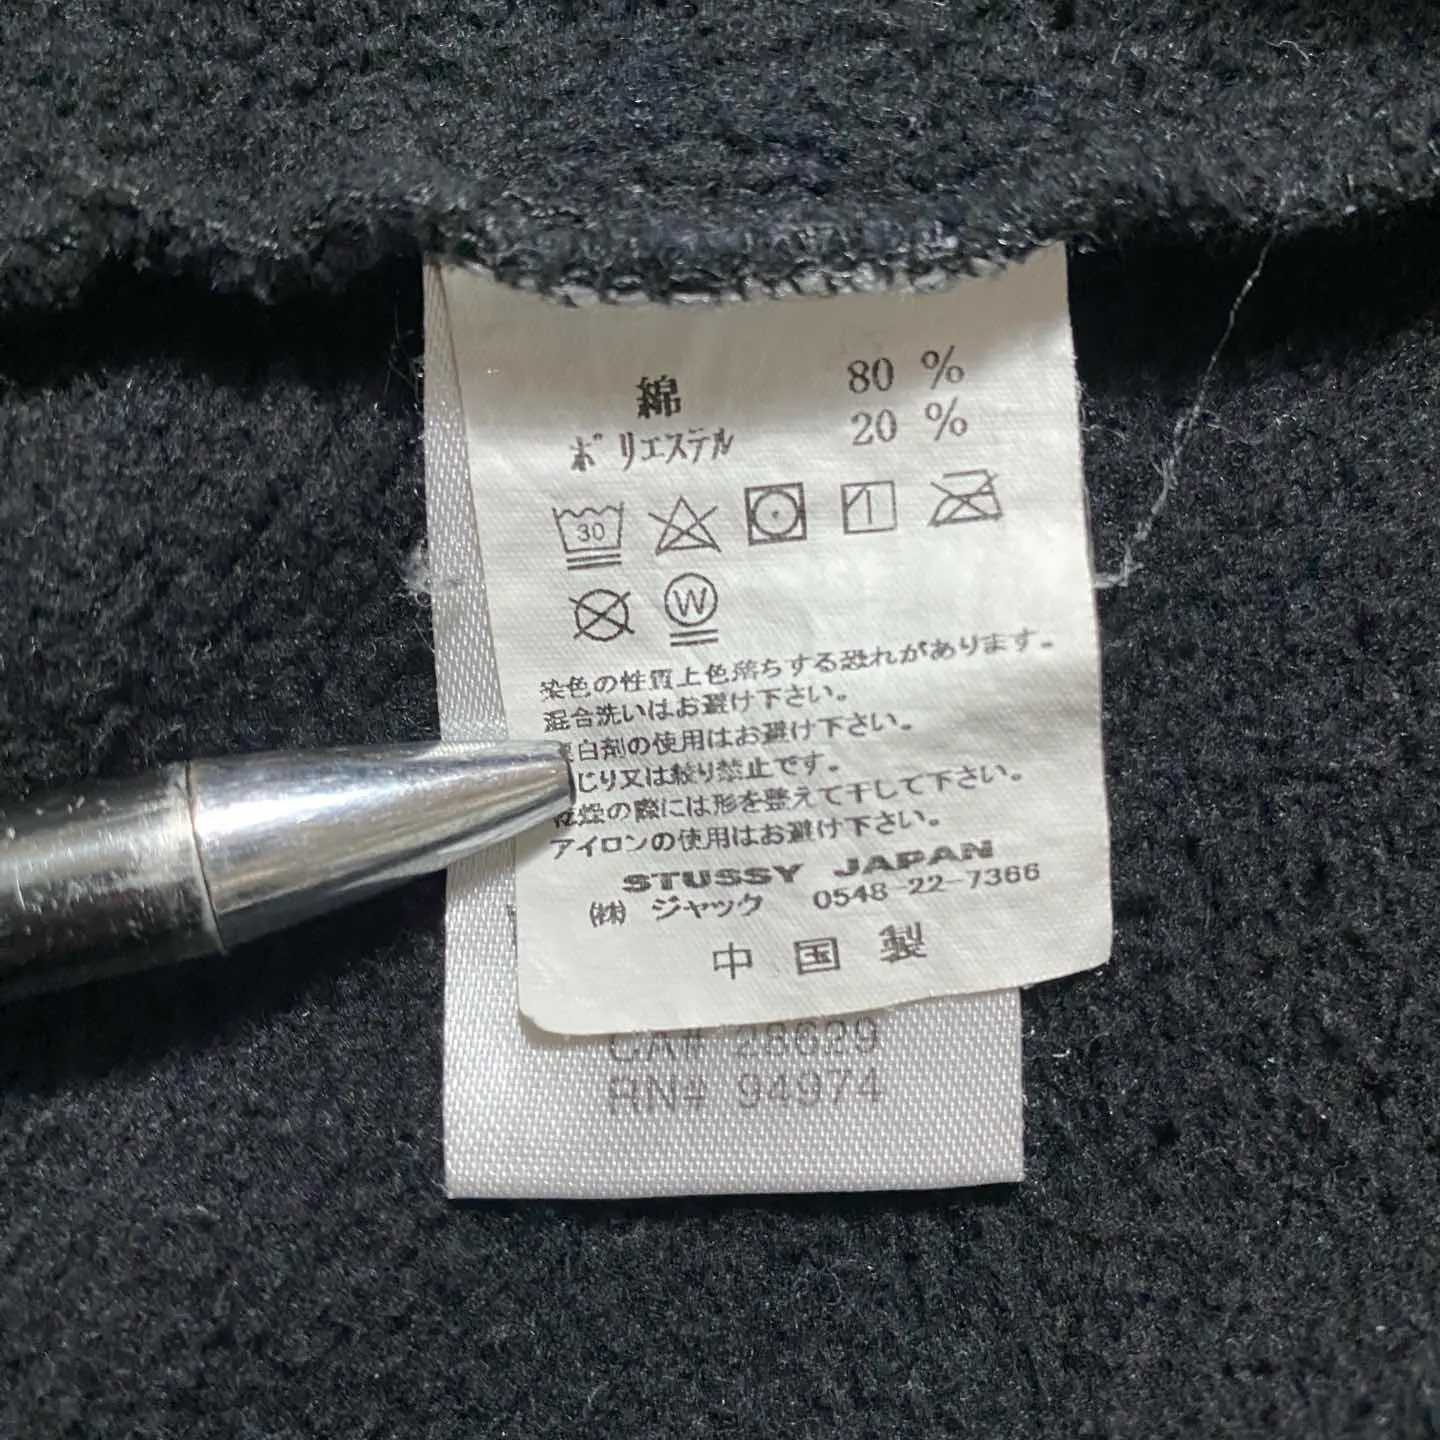 綿 80 %
ポリエステル 20 %
30
W
染色の性質上色落ちする恐れがあります。
混合洗いはお避け下さい。
白剤の使用はお避け下さい。
じり又は絞り禁止です。
乾燥の際には形を整えて干して下さい。
アイロンの使用はお避け下さい。
STUSSY JAPAN
㈱ ジャック 0548-22-7366
中国製
CA# 28629
RN# 94974